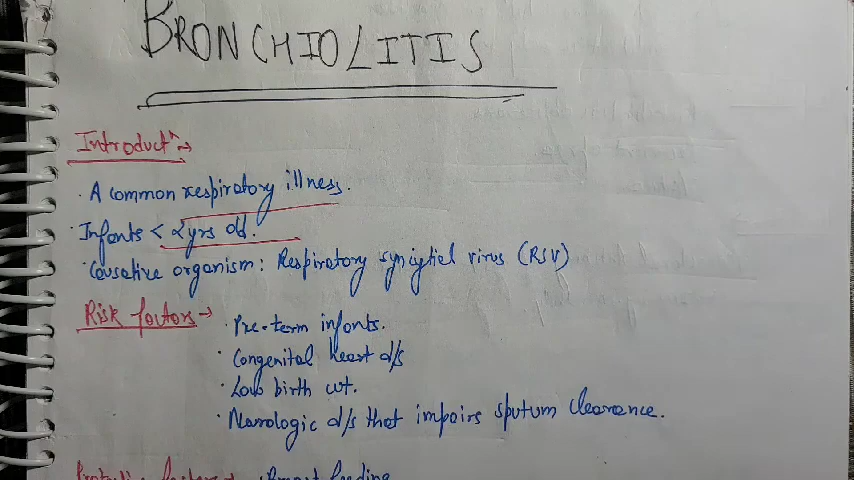 BRONCHIOLITIS
Introductn →
· A common respiratory illness.
· Infants < 2yrs old.
· Causative organism: Respiratory syncytial virus (RSV)
Risk factors →
· Pre-term infants.
· Congenital heart d/s
· Low birth wt.
· Neurologic d/s that impairs sputum clearance.